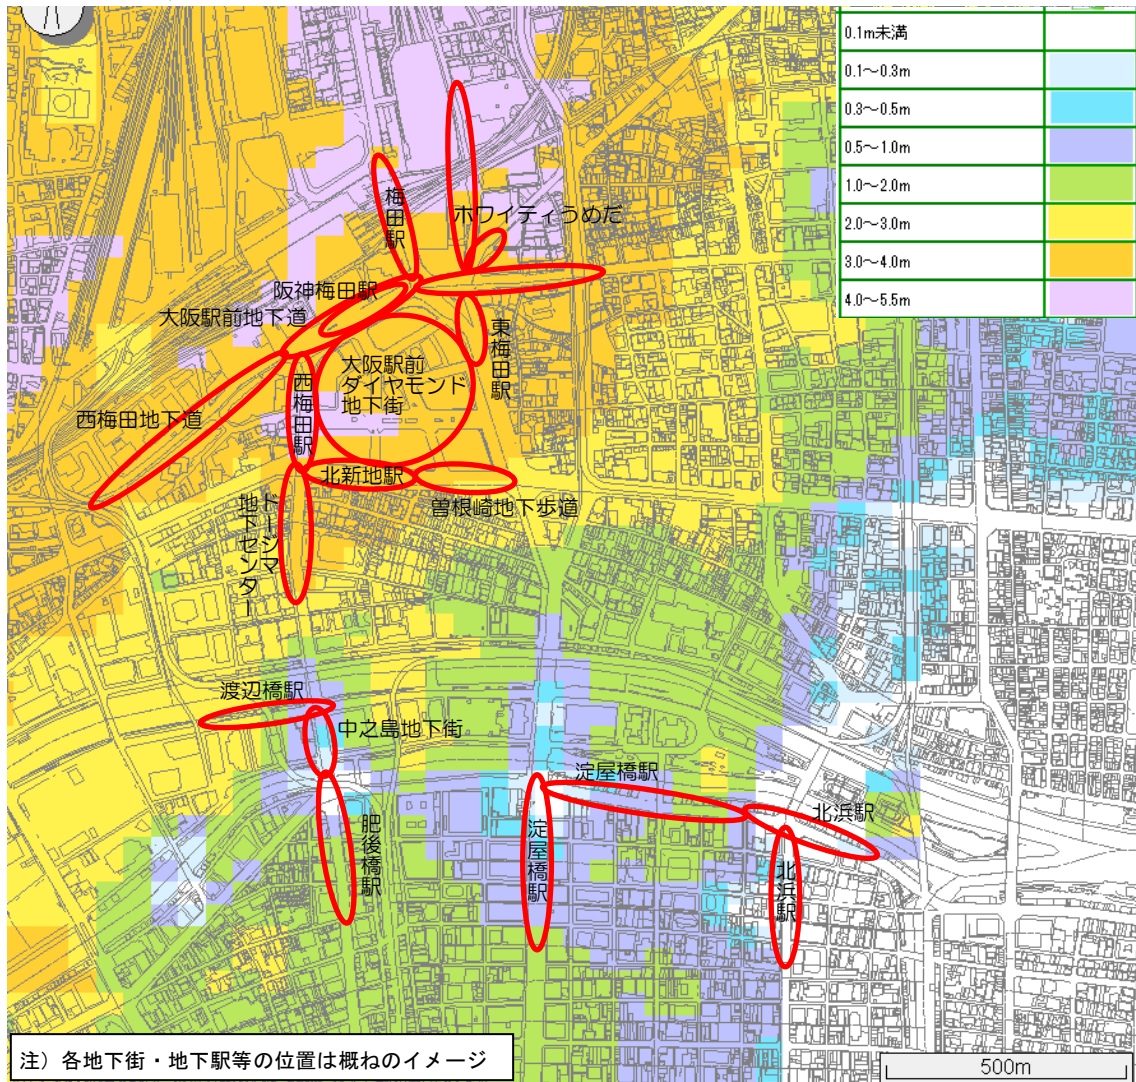 0.1m未満
0.1～0.3m
0.3～0.5m
0.5～1.0m
1.0～2.0m
2.0～3.0m
3.0～4.0m
4.0～5.5m
梅田駅
ホワイティうめだ
阪神梅田駅
大阪駅前地下道
東梅田駅
大阪駅前
ダイヤモンド
地下街
西梅田駅
西梅田地下道
北新地駅
曽根崎地下歩道
ドージマ
地下センター
渡辺橋駅
中之島地下街
淀屋橋駅
北浜駅
肥後橋駅
淀屋橋駅
北浜駅
注）各地下街・地下駅等の位置は概ねのイメージ
500m